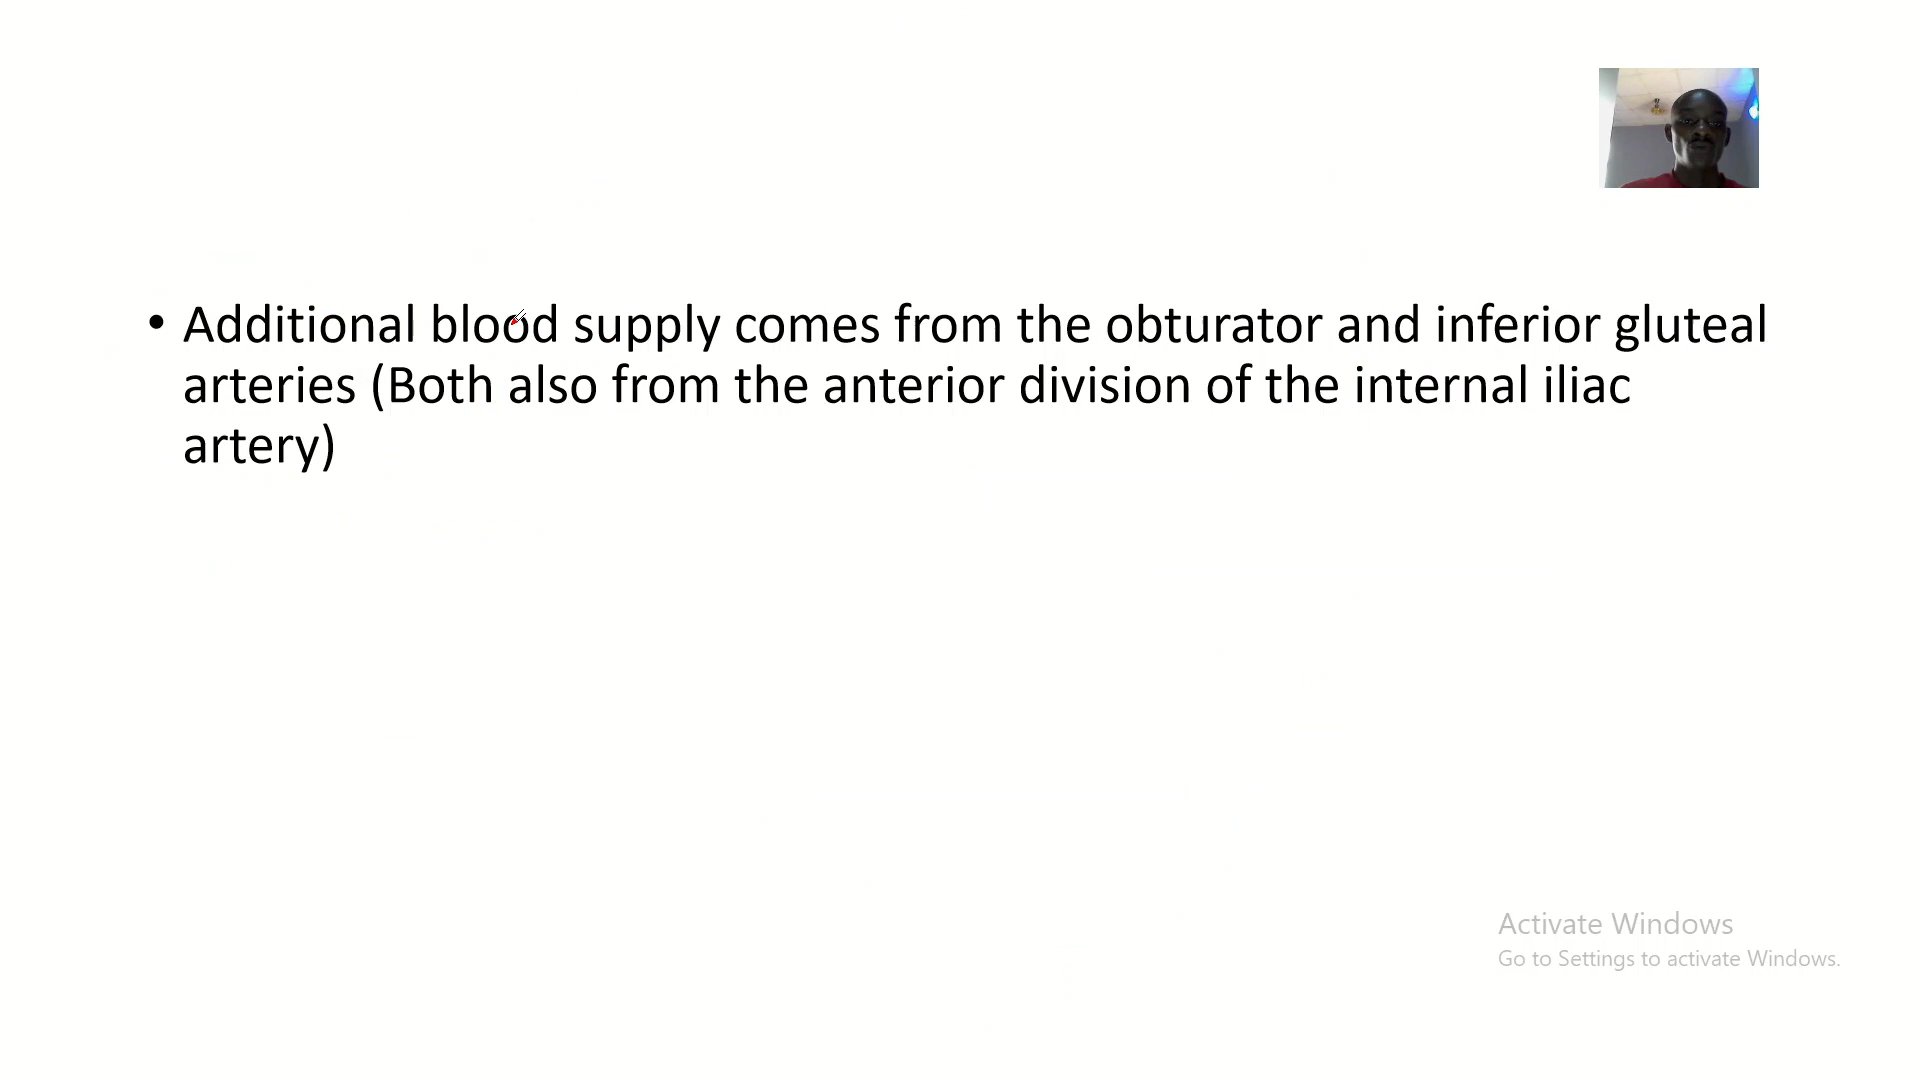 • Additional blood supply comes from the obturator and inferior gluteal
arteries (Both also from the anterior division of the internal iliac
artery)
Activate Windows
Go to Settings to activate Windows.